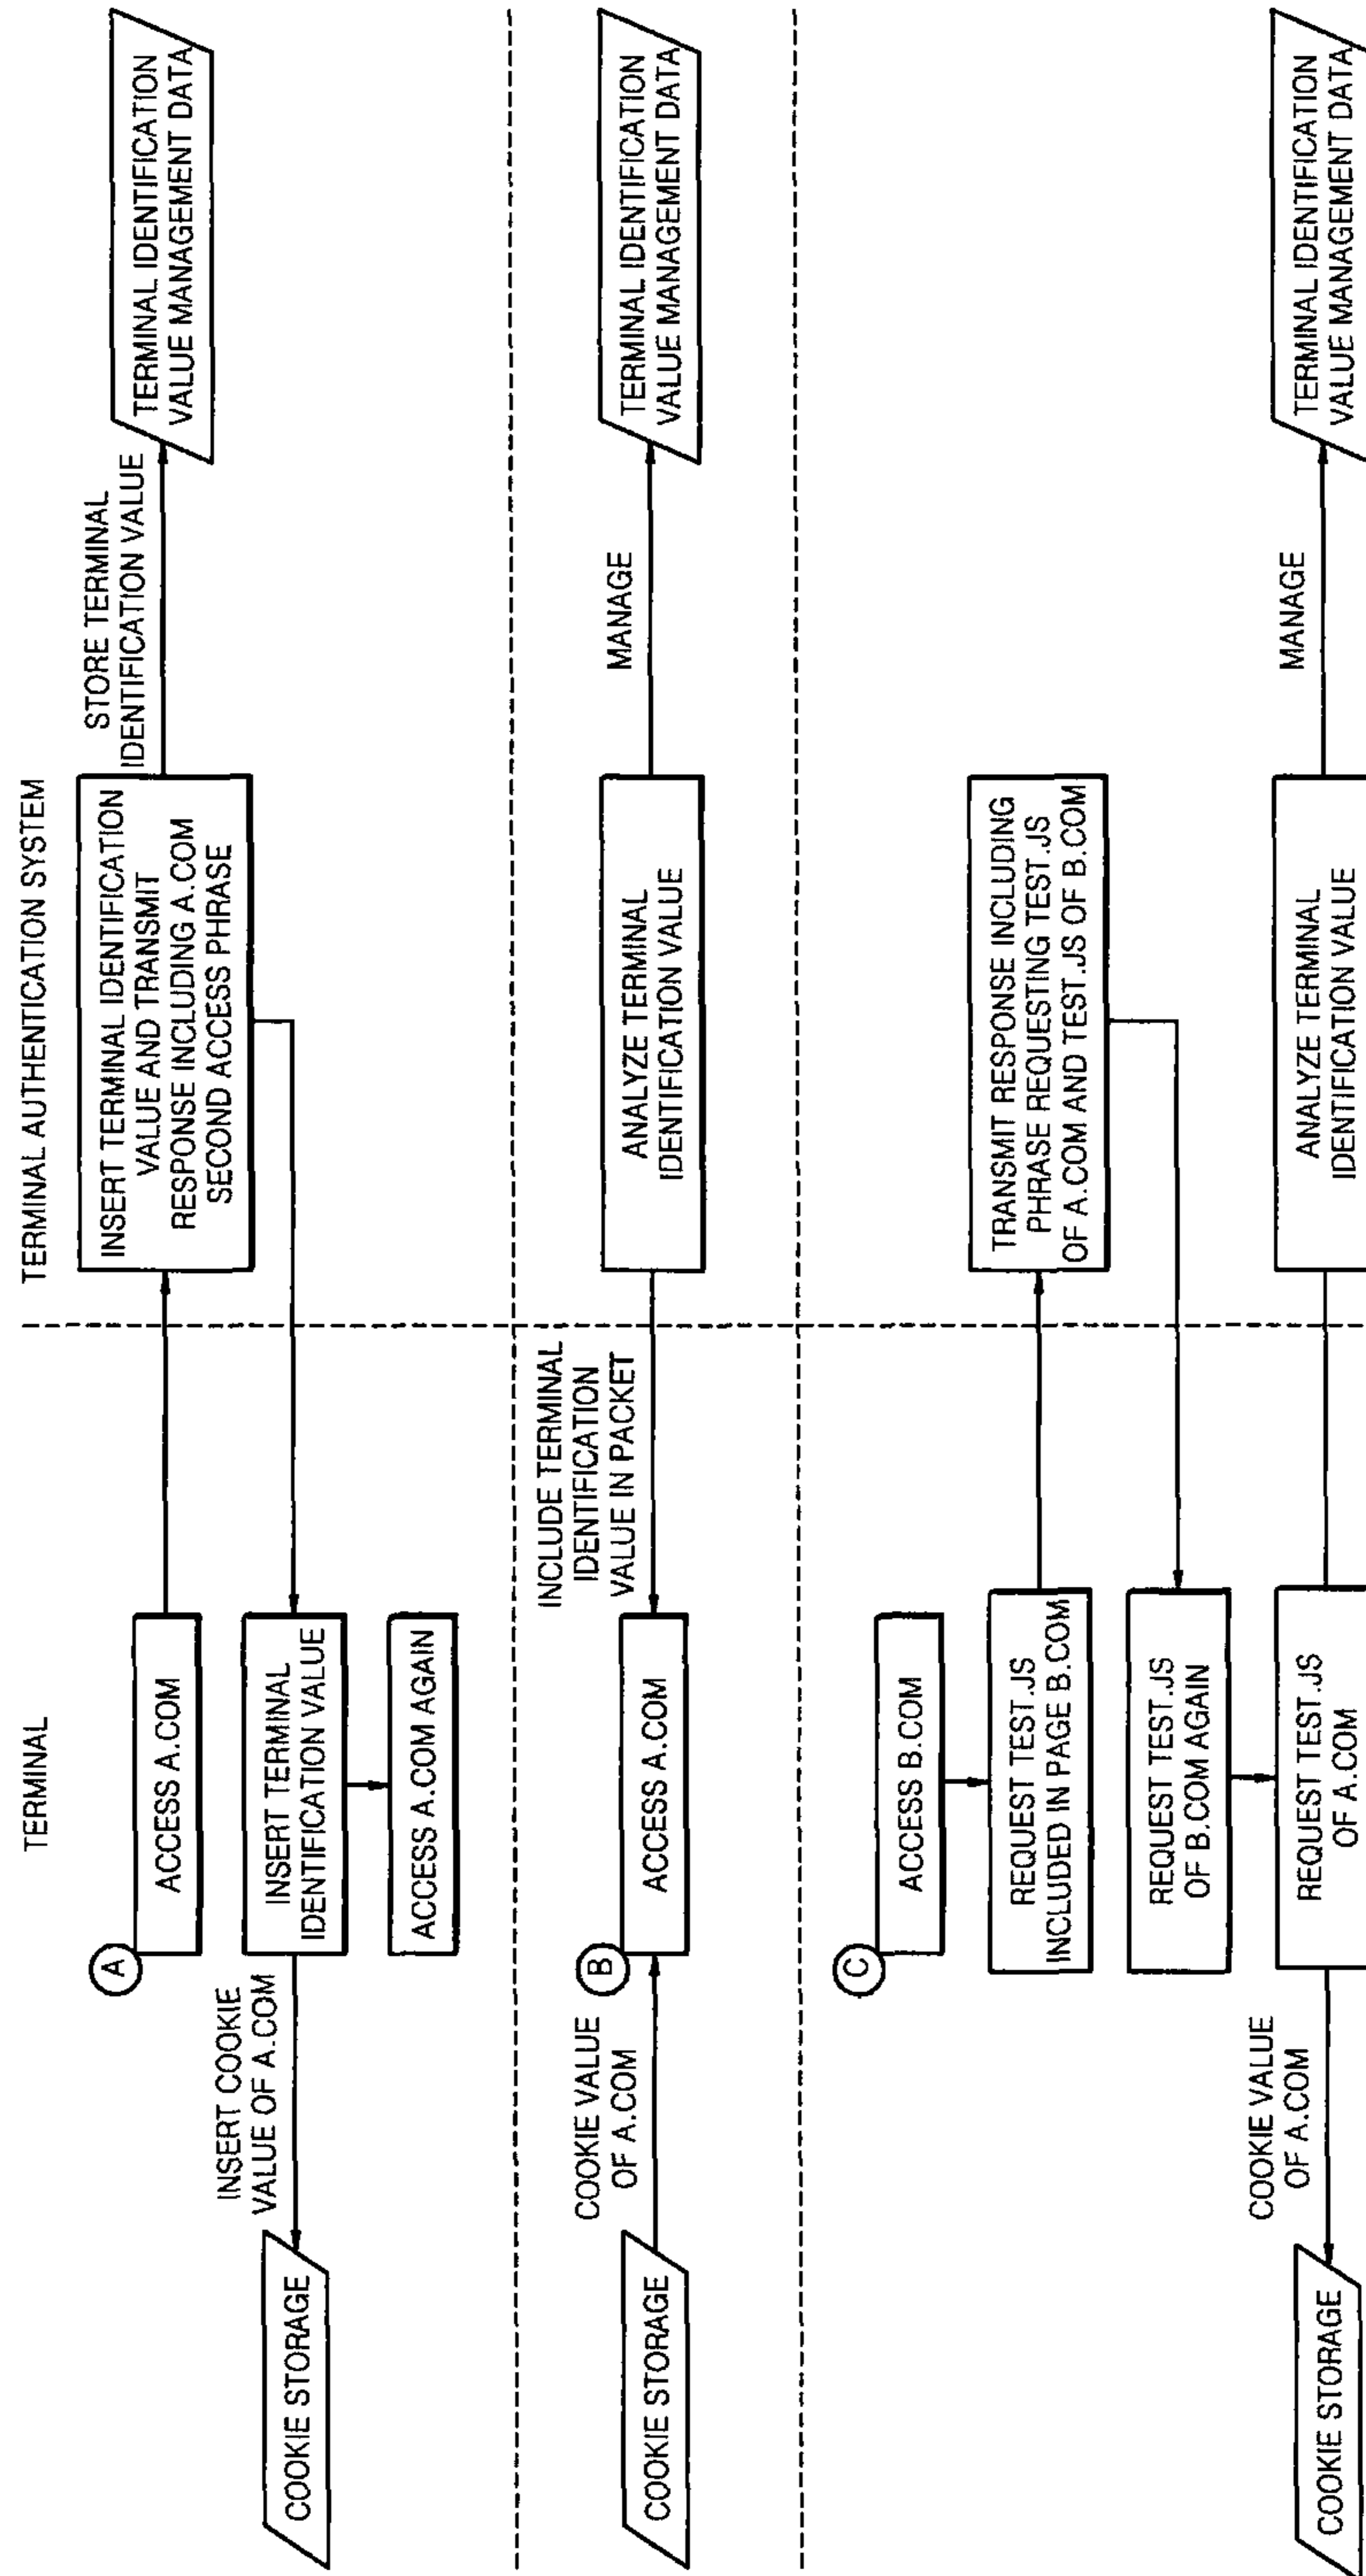 TERMINAL
TERMINAL AUTHENTICATION SYSTEM
A
ACCESS A.COM
INSERT TERMINAL IDENTIFICATION
VALUE AND TRANSMIT
RESPONSE INCLUDING A.COM
SECOND ACCESS PHRASE
STORE TERMINAL
IDENTIFICATION VALUE
TERMINAL IDENTIFICATION
VALUE MANAGEMENT DATA
COOKIE STORAGE
INSERT COOKIE
VALUE OF A.COM
INSERT TERMINAL
IDENTIFICATION VALUE
ACCESS A.COM AGAIN
COOKIE STORAGE
COOKIE VALUE
OF A.COM
B
ACCESS A.COM
INCLUDE TERMINAL
IDENTIFICATION
VALUE IN PACKET
ANALYZE TERMINAL
IDENTIFICATION VALUE
MANAGE
TERMINAL IDENTIFICATION
VALUE MANAGEMENT DATA
C
ACCESS B.COM
REQUEST TEST.JS
INCLUDED IN PAGE B.COM
TRANSMIT RESPONSE INCLUDING
PHRASE REQUESTING TEST.JS
OF A.COM AND TEST.JS OF B.COM
REQUEST TEST.JS
OF B.COM AGAIN
COOKIE STORAGE
COOKIE VALUE
OF A.COM
REQUEST TEST.JS
OF A.COM
ANALYZE TERMINAL
IDENTIFICATION VALUE
MANAGE
TERMINAL IDENTIFICATION
VALUE MANAGEMENT DATA